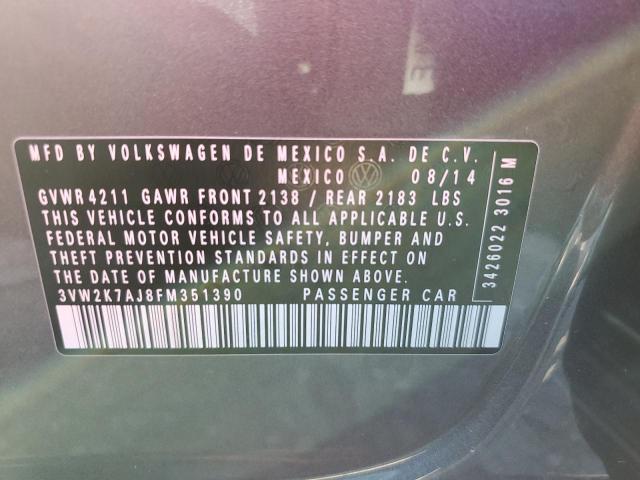 MFD BY VOLKSWAGEN DE MEXICO S.A. DE C.V.
MEXICO 08/14
GVWR 4211 GAWR FRONT 2138 / REAR 2183 LBS
THIS VEHICLE CONFORMS TO ALL APPLICABLE U.S.
FEDERAL MOTOR VEHICLE SAFETY, BUMPER AND
THEFT PREVENTION STANDARDS IN EFFECT ON
THE DATE OF MANUFACTURE SHOWN ABOVE.
3VW2K7AJ8FM351390 PASSENGER CAR
3426022 3016 M